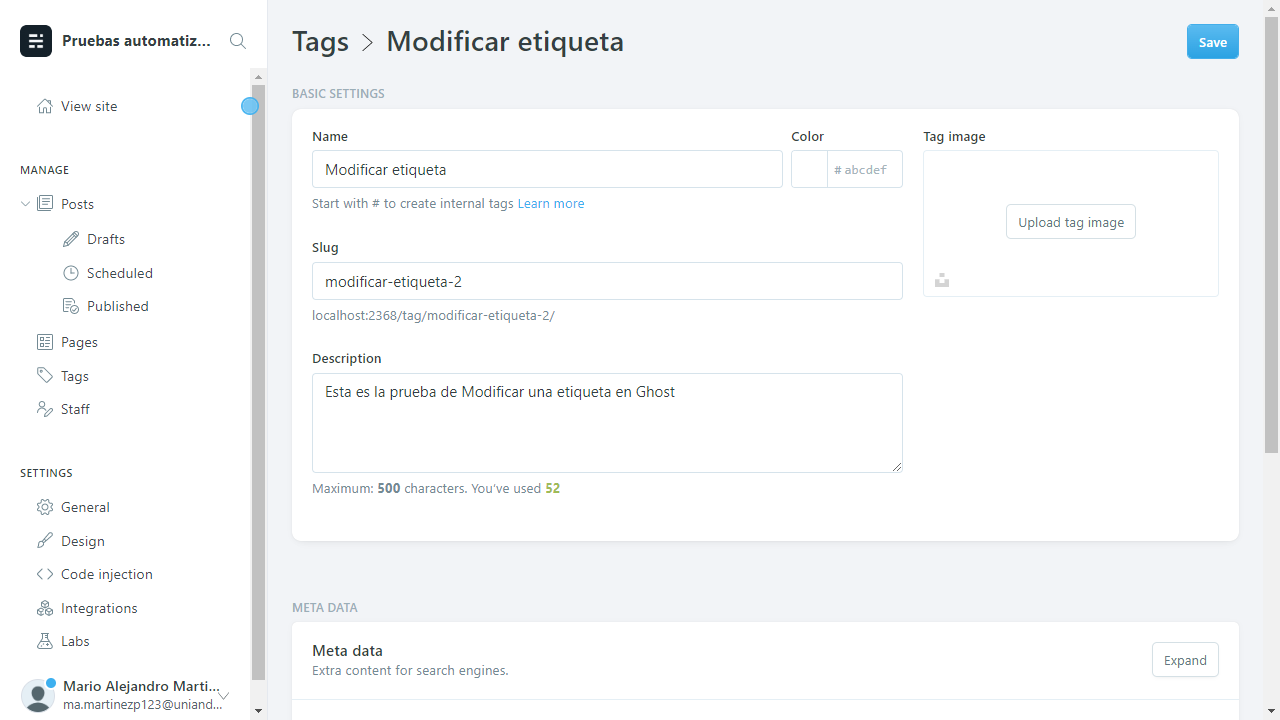 Pruebas automatiz...
View site
MANAGE
Posts
Drafts
Scheduled
Published
Pages
Tags
Staff
SETTINGS
General
Design
Code injection
Integrations
Labs
Mario Alejandro Marti...
ma.martinezp123@uniand...
Tags > Modificar etiqueta
Save
BASIC SETTINGS
Name
Modificar etiqueta
Start with # to create internal tags Learn more
Color
# abcdef
Tag image
Upload tag image
Slug
modificar-etiqueta-2
localhost:2368/tag/modificar-etiqueta-2/
Description
Esta es la prueba de Modificar una etiqueta en Ghost
Maximum: 500 characters. You've used 52
META DATA
Meta data
Extra content for search engines.
Expand